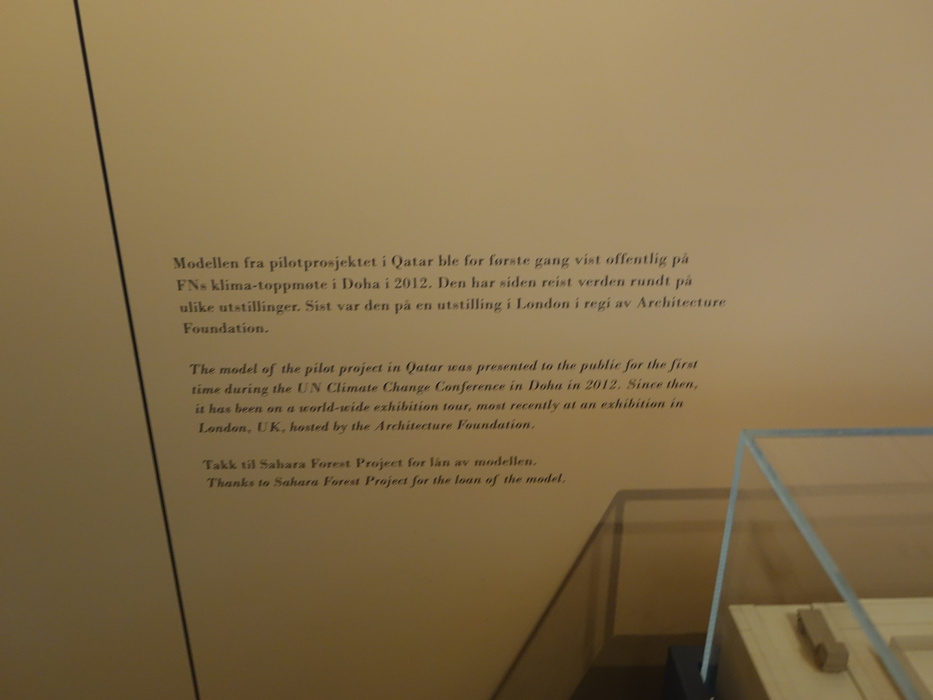 Modellen fra pilotprosjektet i Qatar ble for første gang vist offentlig på
FNs klima-toppmøte i Doha i 2012. Den har siden reist verden rundt på
ulike utstillinger. Sist var den på en utstilling i London i regi av Architecture
Foundation.
The model of the pilot project in Qatar was presented to the public for the first
time during the UN Climate Change Conference in Doha in 2012. Since then,
it has been on a world-wide exhibition tour, most recently at an exhibition in
London, UK, hosted by the Architecture Foundation.
Takk til Sahara Forest Project for lån av modellen.
Thanks to Sahara Forest Project for the loan of the model.